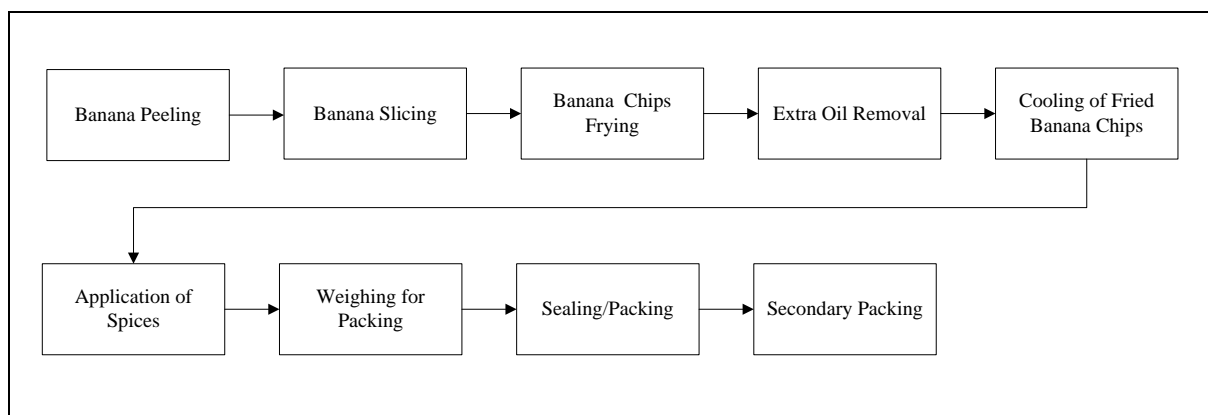 Banana Peeling
Banana Slicing
Banana Chips
Frying
Extra Oil Removal
Cooling of Fried
Banana Chips
Application of
Spices
Weighing for
Packing
Sealing/Packing
Secondary Packing